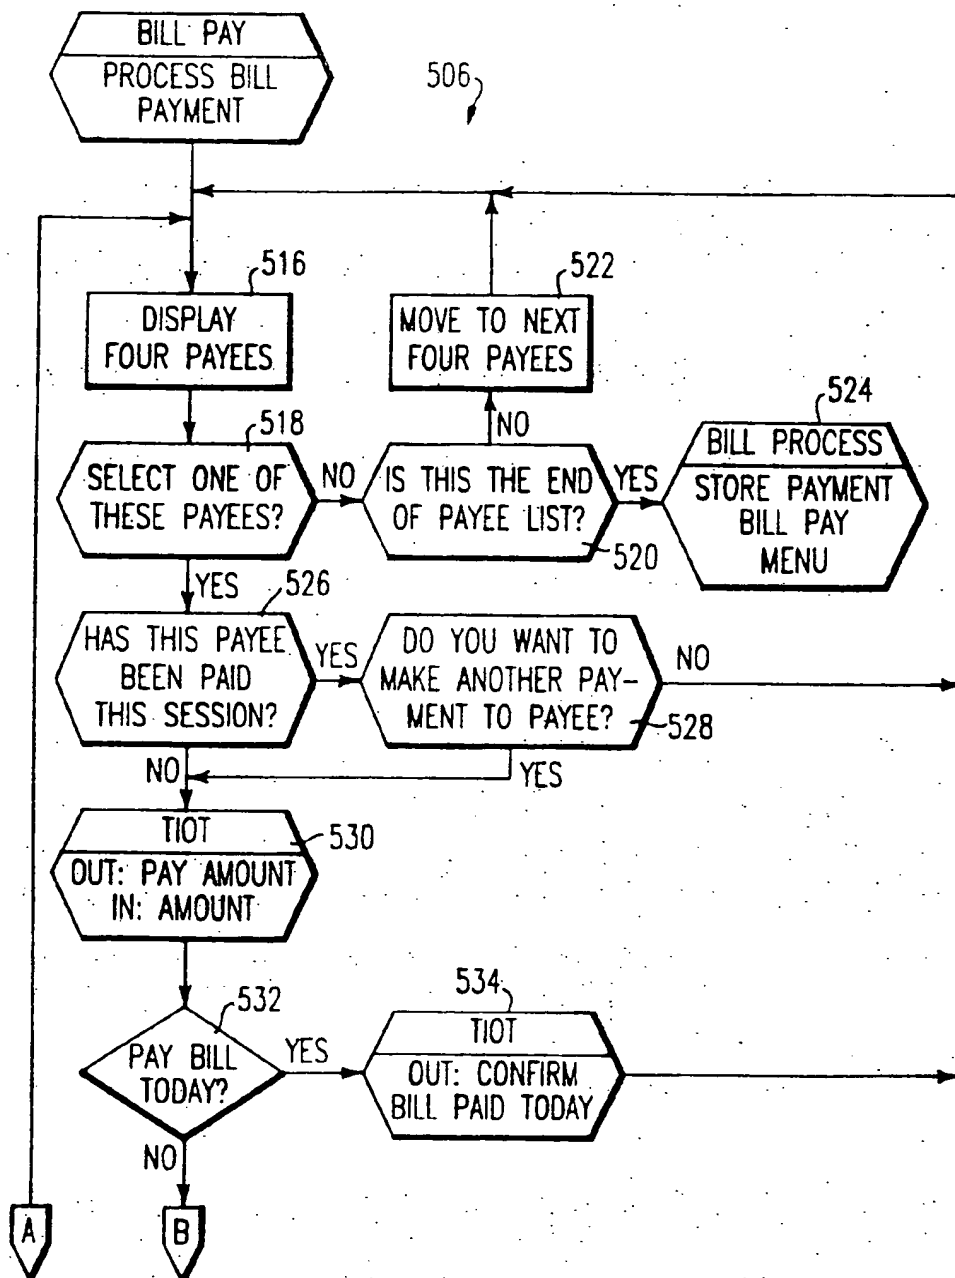 BILL PAY
PROCESS BILL
PAYMENT
506
516
DISPLAY
FOUR PAYEES
522
MOVE TO NEXT
FOUR PAYEES
518
SELECT ONE OF
THESE PAYEES?
NO
NO
IS THIS THE END
OF PAYEE LIST?
520
YES
524
BILL PROCESS
STORE PAYMENT
BILL PAY
MENU
YES
526
HAS THIS PAYEE
BEEN PAID
THIS SESSION?
YES
DO YOU WANT TO
MAKE ANOTHER PAY-
MENT TO PAYEE?
528
NO
NO
YES
TIOT
530
OUT: PAY AMOUNT
IN: AMOUNT
532
PAY BILL
TODAY?
YES
534
TIOT
OUT: CONFIRM
BILL PAID TODAY
NO
A
B